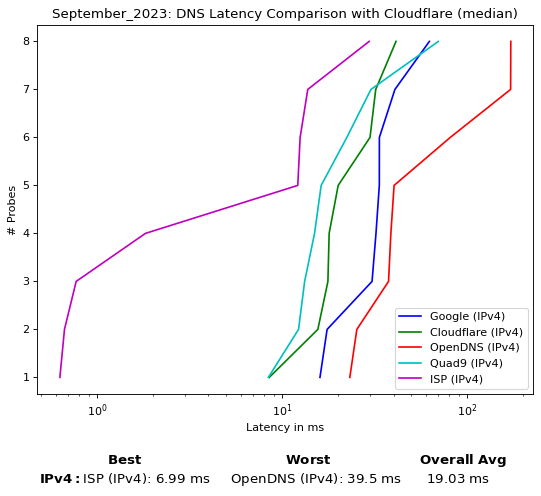 September_2023: DNS Latency Comparison with Cloudflare (median)
8
7
6
5
4
3
2
1
# Probes
10^0
10^1
10^2
Latency in ms
Google (IPv4)
Cloudflare (IPv4)
OpenDNS (IPv4)
Quad9 (IPv4)
ISP (IPv4)
Best Worst Overall Avg
IPv4: ISP (IPv4): 6.99 ms OpenDNS (IPv4): 39.5 ms 19.03 ms